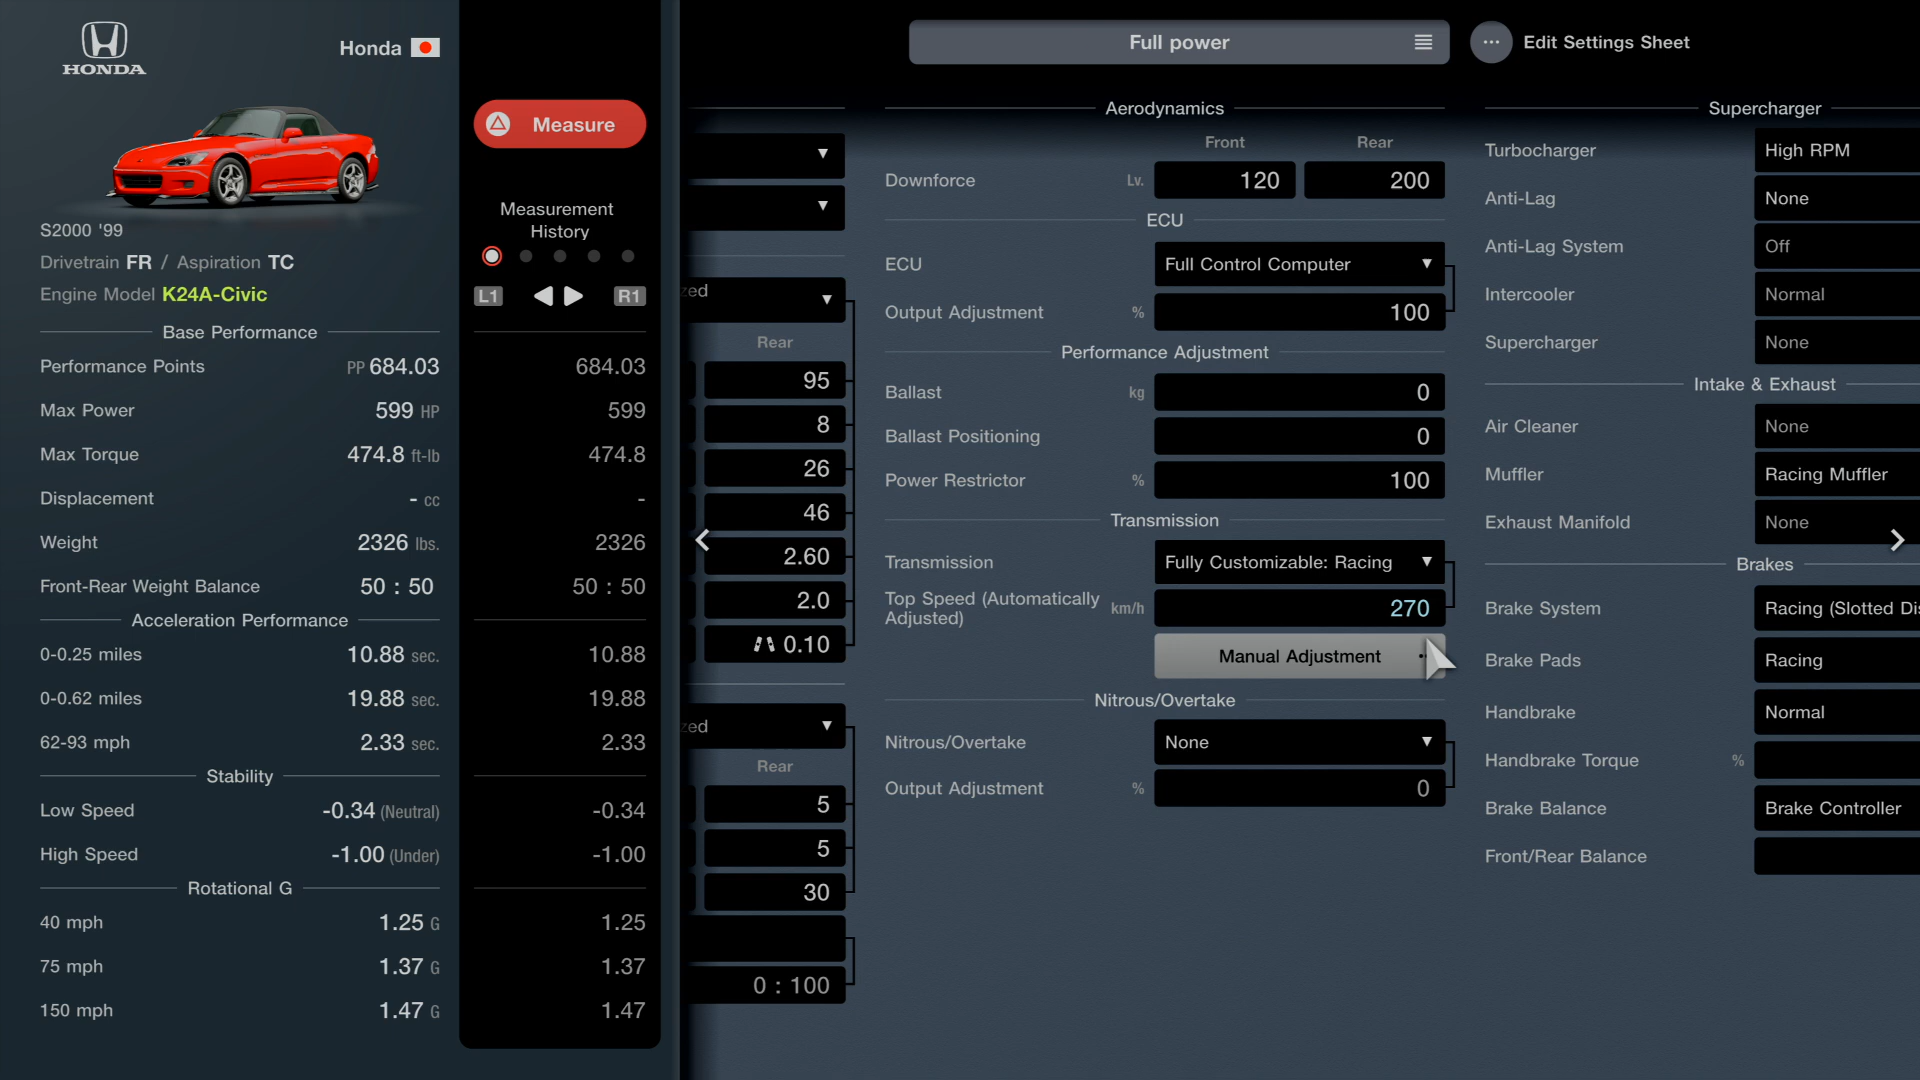 HONDA
Honda
S2000 '99
Drivetrain FR / Aspiration TC
Engine Model K24A-Civic
Base Performance
Performance Points PP 684.03
Max Power 599 HP
Max Torque 474.8 ft-lb
Displacement - cc
Weight 2326 lbs.
Front-Rear Weight Balance 50 : 50
Acceleration Performance
0-0.25 miles 10.88 sec.
0-0.62 miles 19.88 sec.
62-93 mph 2.33 sec.
Stability
Low Speed -0.34 (Neutral)
High Speed -1.00 (Under)
Rotational G
40 mph 1.25 G
75 mph 1.37 G
150 mph 1.47 G
Measure
Measurement
History
L1 R1
684.03
599
474.8
-
2326
50 : 50
10.88
19.88
2.33
-0.34
-1.00
1.25
1.37
1.47
zed
Rear
95
8
26
46
2.60
2.0
0.10
zed
Rear
5
5
30
0 : 100
Full power
Edit Settings Sheet
Aerodynamics
Front Rear
Downforce Lv. 120 200
ECU
ECU Full Control Computer
Output Adjustment % 100
Performance Adjustment
Ballast kg 0
Ballast Positioning 0
Power Restrictor % 100
Transmission
Transmission Fully Customizable: Racing
Top Speed (Automatically
Adjusted) km/h 270
Manual Adjustment
Nitrous/Overtake
Nitrous/Overtake None
Output Adjustment % 0
Supercharger
Turbocharger High RPM
Anti-Lag None
Anti-Lag System Off
Intercooler Normal
Supercharger None
Intake & Exhaust
Air Cleaner None
Muffler Racing Muffler
Exhaust Manifold None
Brakes
Brake System Racing (Slotted Dis
Brake Pads Racing
Handbrake Normal
Handbrake Torque %
Brake Balance Brake Controller
Front/Rear Balance